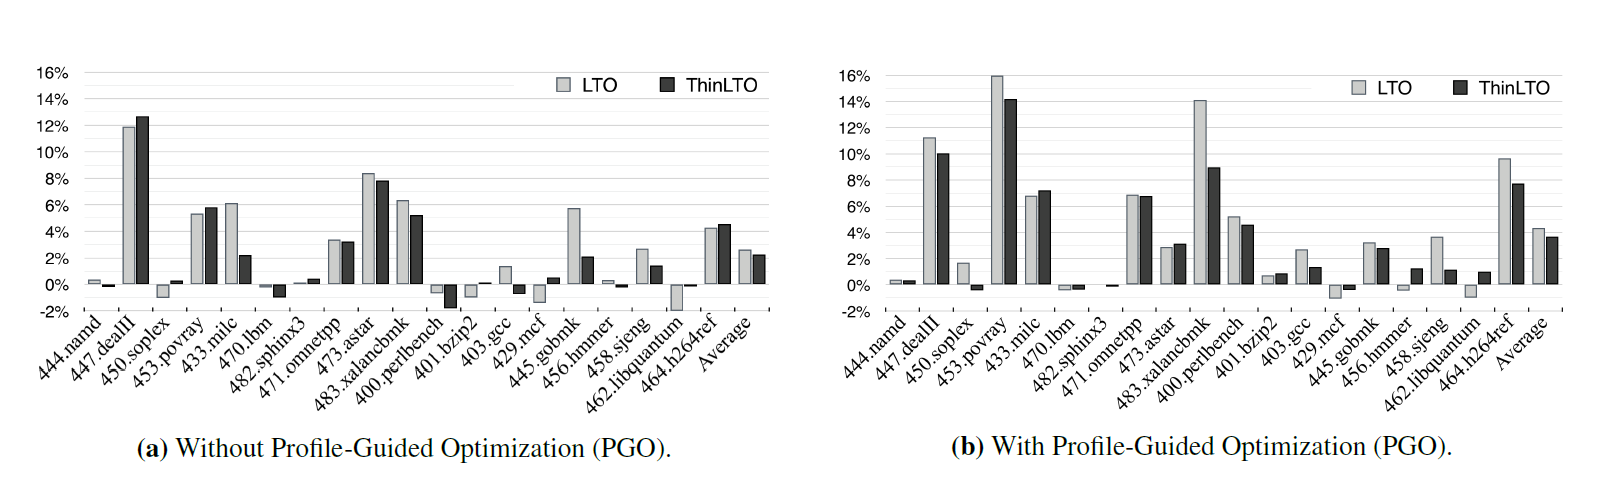 16%
14%
12%
10%
8%
6%
4%
2%
0%
-2%
LTO
ThinLTO
444.namd
447.dealII
450.soplex
453.povray
433.milc
470.lbm
482.sphinx3
471.omnetpp
473.astar
483.xalancbmk
400.perlbench
401.bzip2
403.gcc
429.mcf
445.gobmk
456.hmmer
458.sjeng
462.libquantum
464.h264ref
Average
(a) Without Profile-Guided Optimization (PGO).
16%
14%
12%
10%
8%
6%
4%
2%
0%
-2%
LTO
ThinLTO
444.namd
447.dealII
450.soplex
453.povray
433.milc
470.lbm
482.sphinx3
471.omnetpp
473.astar
483.xalancbmk
400.perlbench
401.bzip2
403.gcc
429.mcf
445.gobmk
456.hmmer
458.sjeng
462.libquantum
464.h264ref
Average
(b) With Profile-Guided Optimization (PGO).